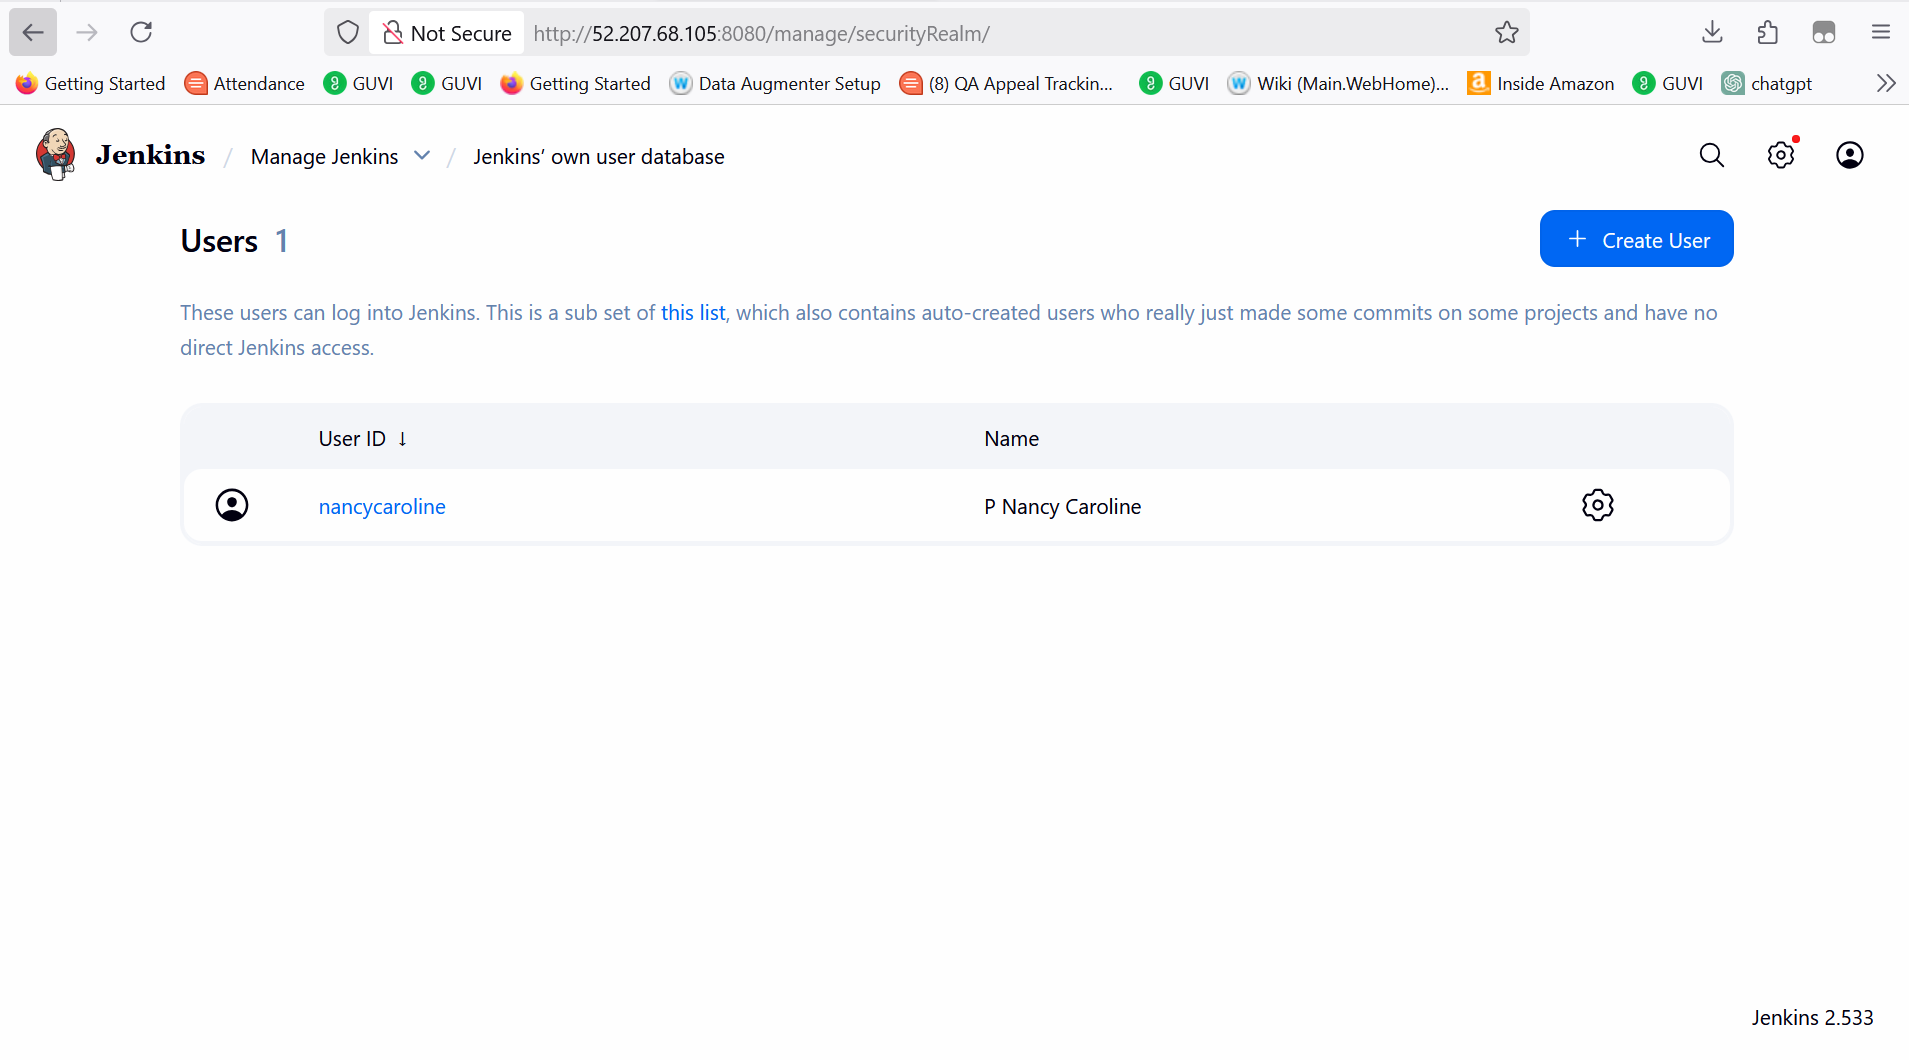 Not Secure http://52.207.68.105:8080/manage/securityRealm/
Getting Started Attendance GUVI GUVI Getting Started Data Augmenter Setup (8) QA Appeal Trackin... GUVI Wiki (Main.WebHome)... Inside Amazon GUVI chatgpt
Jenkins / Manage Jenkins / Jenkins’ own user database
Users 1
+ Create User
These users can log into Jenkins. This is a sub set of this list, which also contains auto-created users who really just made some commits on some projects and have no
direct Jenkins access.
User ID ↓ Name
nancycaroline P Nancy Caroline
Jenkins 2.533